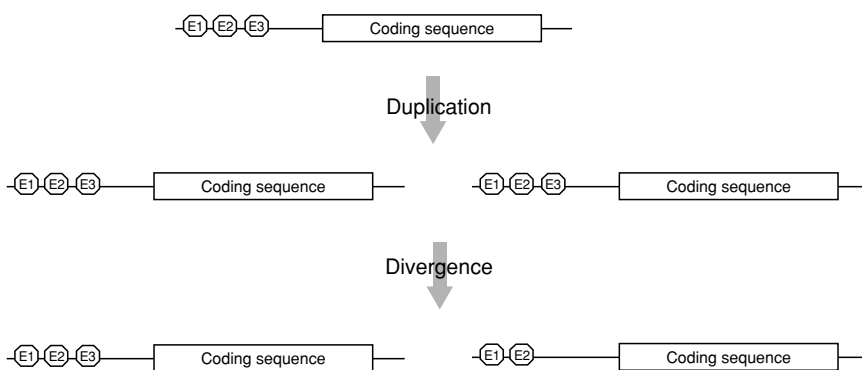 E1 E2 E3 Coding sequence
Duplication
E1 E2 E3 Coding sequence E1 E2 E3 Coding sequence
Divergence
E1 E2 E3 Coding sequence E1 E2 Coding sequence